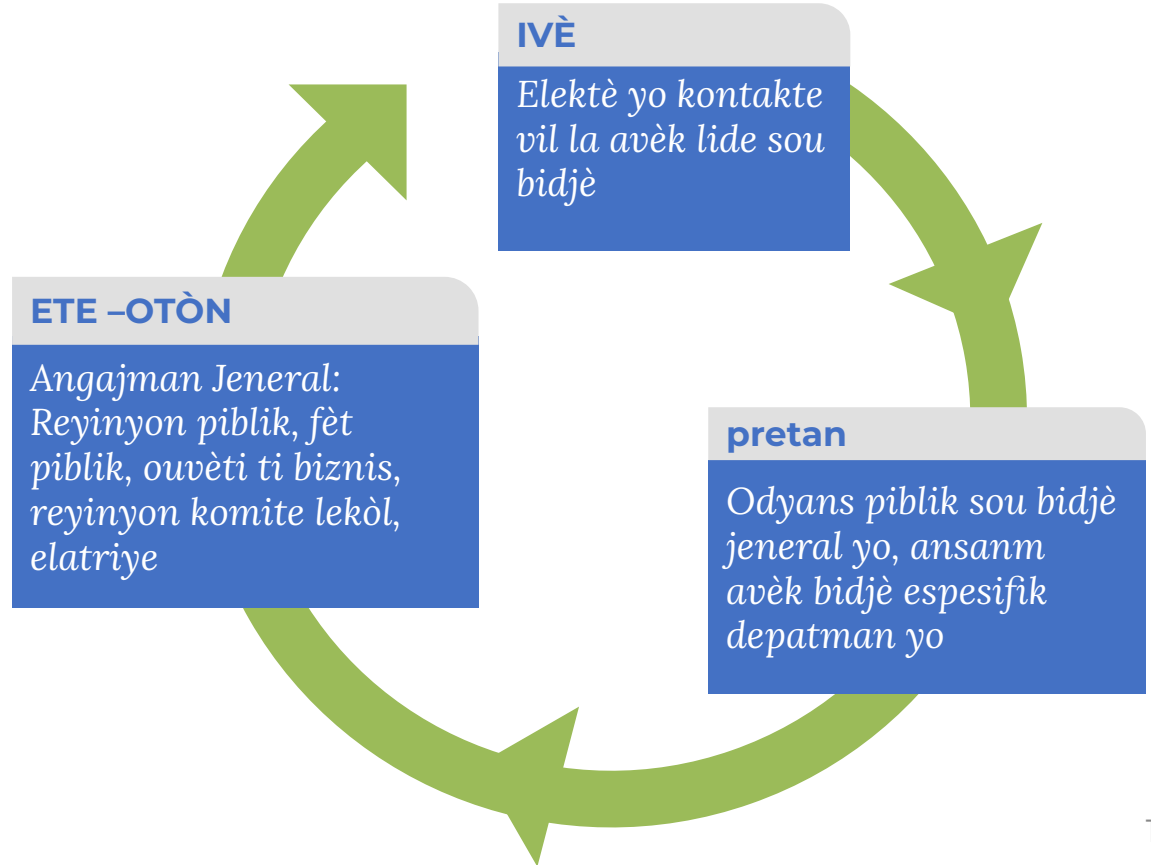 IVÈ
Elektè yo kontakte
vil la avèk lide sou
bidjè
ETE –OTÒN
Angajman Jeneral:
Reyinyon piblik, fèt
piblik, ouvèti ti biznis,
reyinyon komite lekòl,
elatriye
pretan
Odyans piblik sou bidjè
jeneral yo, ansanm
avèk bidjè espesifik
depatman yo